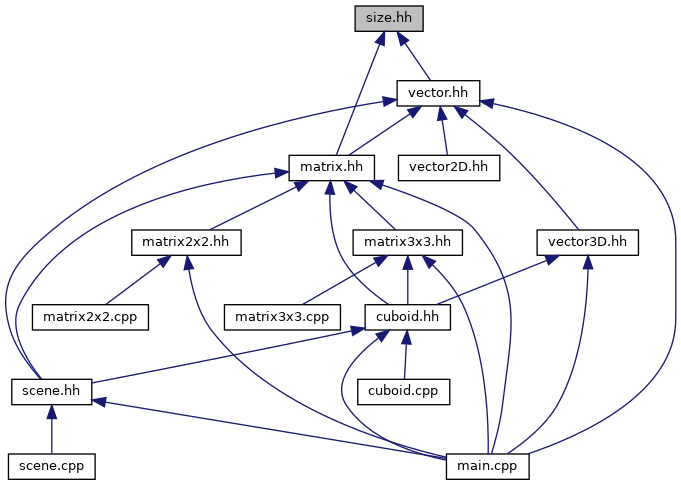 size.hh
vector.hh
matrix.hh
vector2D.hh
matrix2x2.hh
matrix3x3.hh
vector3D.hh
matrix2x2.cpp
matrix3x3.cpp
cuboid.hh
scene.hh
cuboid.cpp
scene.cpp
main.cpp